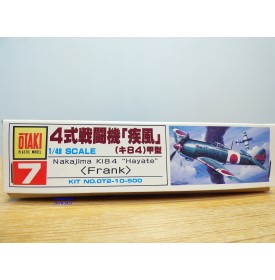 OTAKI
PLASTIC MODEL
7
4式戦闘機「疾風」
1/48 SCALE
(キ84)甲型
Nakajima KI84 "Hayate"
〈Frank〉
KIT NO.OT2-10-500